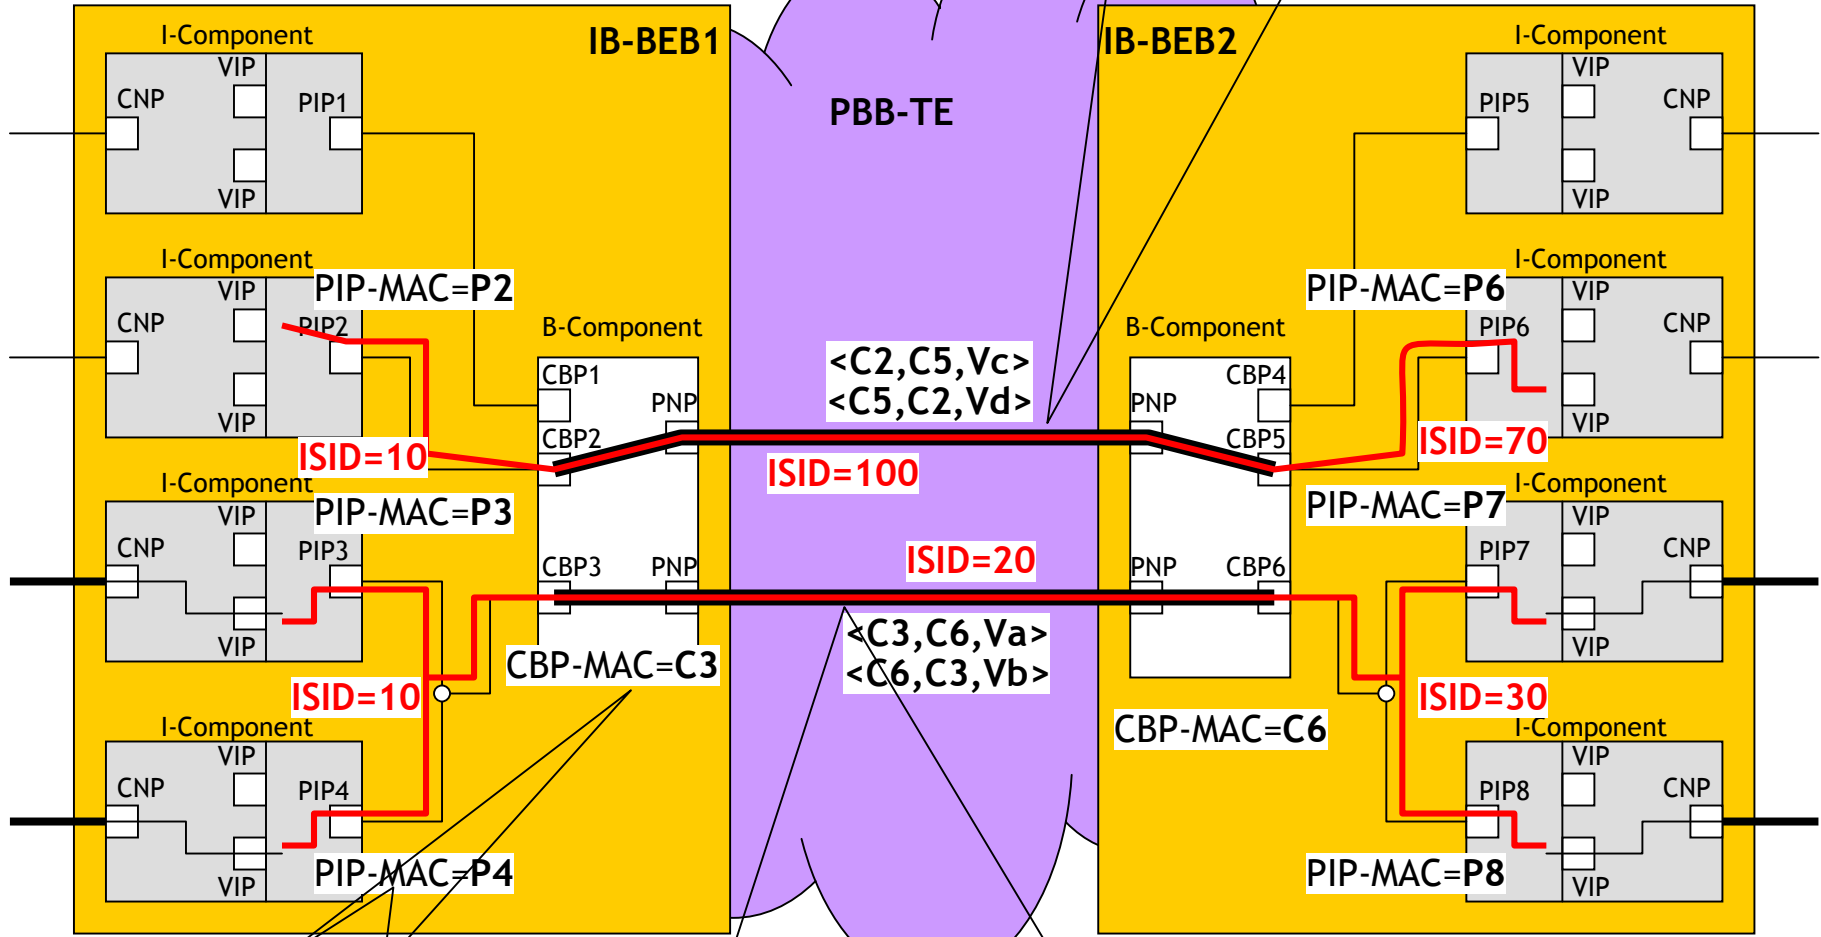 I-Component
IB-BEB1
IB-BEB2
I-Component
VIP
VIP
CNP
PIP1
PBB-TE
PIP5
CNP
VIP
VIP
I-Component
I-Component
VIP
PIP-MAC=P2
PIP-MAC=P6
VIP
CNP
PIP2
B-Component
B-Component
PIP6
CNP
<C2,C5,Vc>
CBP1
CBP4
VIP
PNP
<C5,C2,Vd>
PNP
VIP
CBP2
CBP5
ISID=10
ISID=100
ISID=70
I-Component
I-Component
VIP
PIP-MAC=P3
PIP-MAC=P7
VIP
CNP
PIP3
PIP7
CNP
CBP3
PNP
ISID=20
PNP
CBP6
VIP
<C3,C6,Va>
VIP
CBP-MAC=C3
<C6,C3,Vb>
ISID=10
ISID=30
I-Component
CBP-MAC=C6
I-Component
VIP
VIP
CNP
PIP4
PIP8
CNP
VIP
PIP-MAC=P4
PIP-MAC=P8
VIP